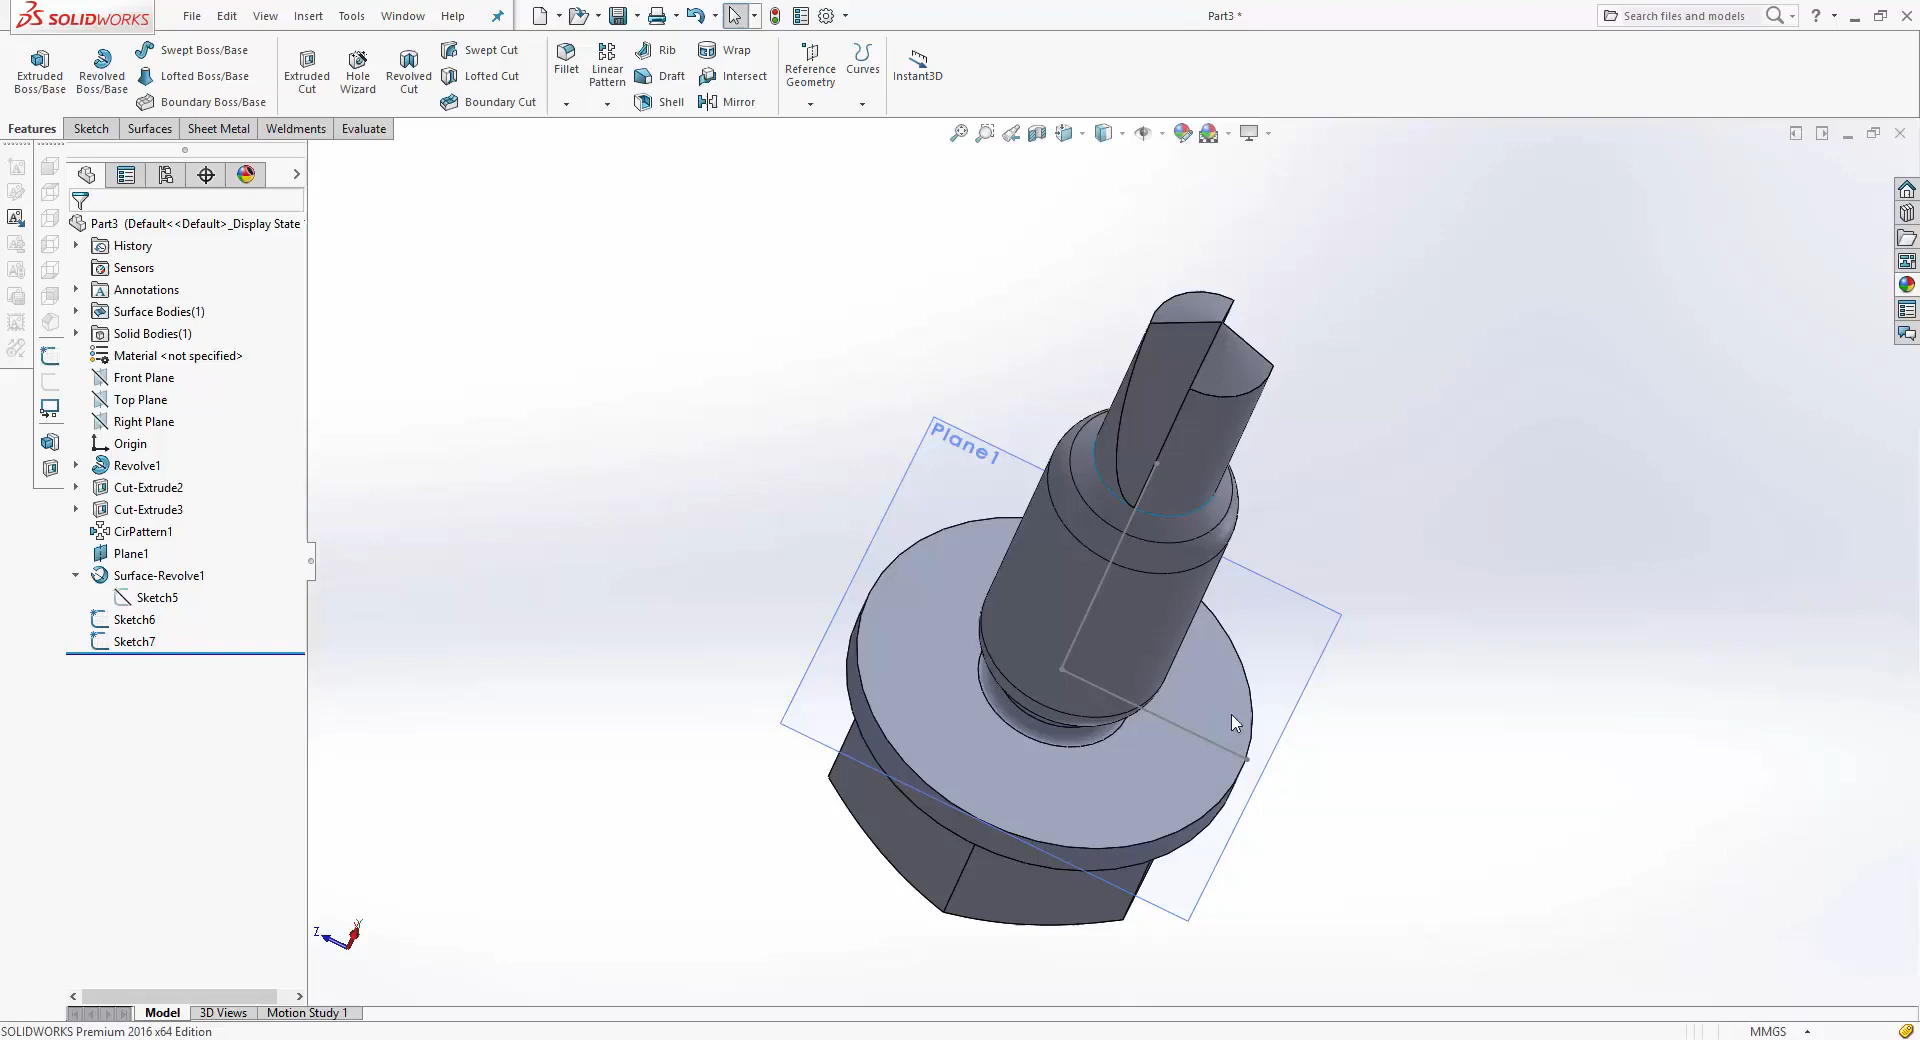 SOLIDWORKS
File Edit View Insert Tools Window Help
Part3 *
Search files and models
Extruded Boss/Base
Revolved Boss/Base
Swept Boss/Base
Lofted Boss/Base
Boundary Boss/Base
Extruded Cut
Hole Wizard
Revolved Cut
Swept Cut
Lofted Cut
Boundary Cut
Fillet
Linear Pattern
Rib
Draft
Shell
Wrap
Intersect
Mirror
Reference Geometry
Curves
Instant3D
Features Sketch Surfaces Sheet Metal Weldments Evaluate
Part3 (Default<<Default>_Display State
History
Sensors
Annotations
Surface Bodies(1)
Solid Bodies(1)
Material <not specified>
Front Plane
Top Plane
Right Plane
Origin
Revolve1
Cut-Extrude2
Cut-Extrude3
CirPattern1
Plane1
Surface-Revolve1
Sketch5
Sketch6
Sketch7
Plane1
Z
Model 3D Views Motion Study 1
SOLIDWORKS Premium 2016 x64 Edition
MMGS